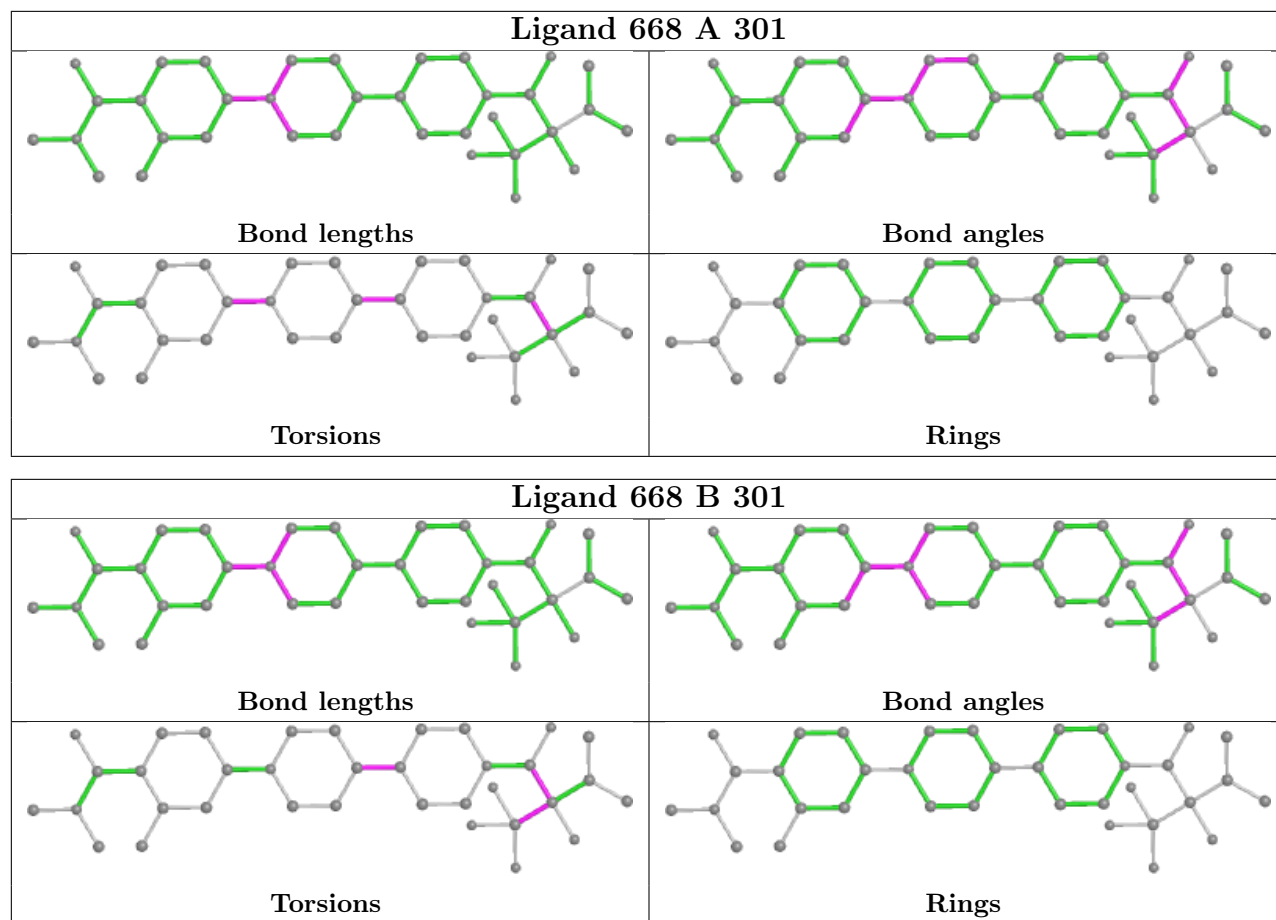 Ligand 668 A 301
Bond lengths
Bond angles
Torsions
Rings
Ligand 668 B 301
Bond lengths
Bond angles
Torsions
Rings